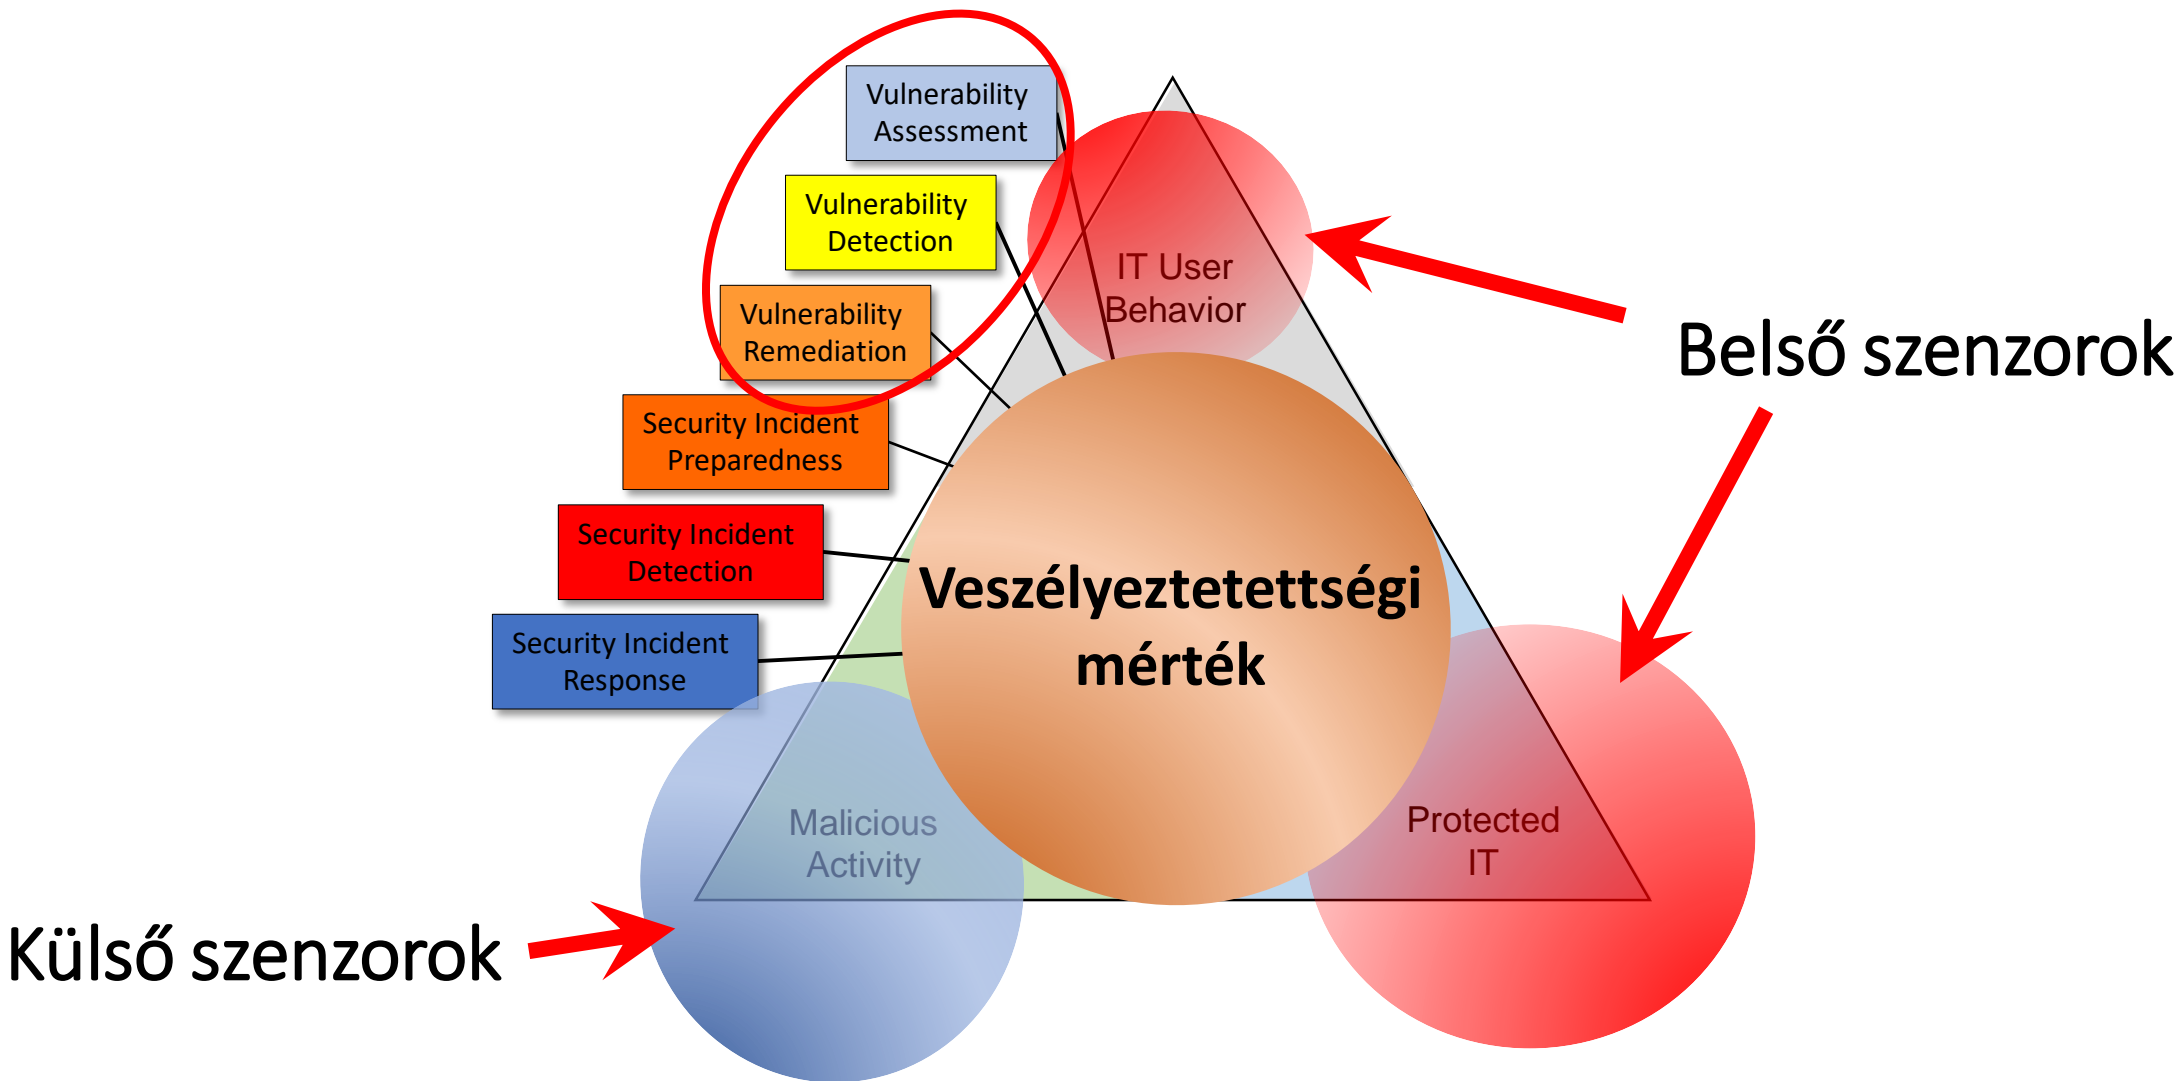 Vulnerability
Assessment
Vulnerability
Detection
Vulnerability
Remediation
Security Incident
Preparedness
Security Incident
Detection
Security Incident
Response
IT User
Behavior
Belső szenzorok
Veszélyeztetettségi
mérték
Malicious
Activity
Protected
IT
Külső szenzorok